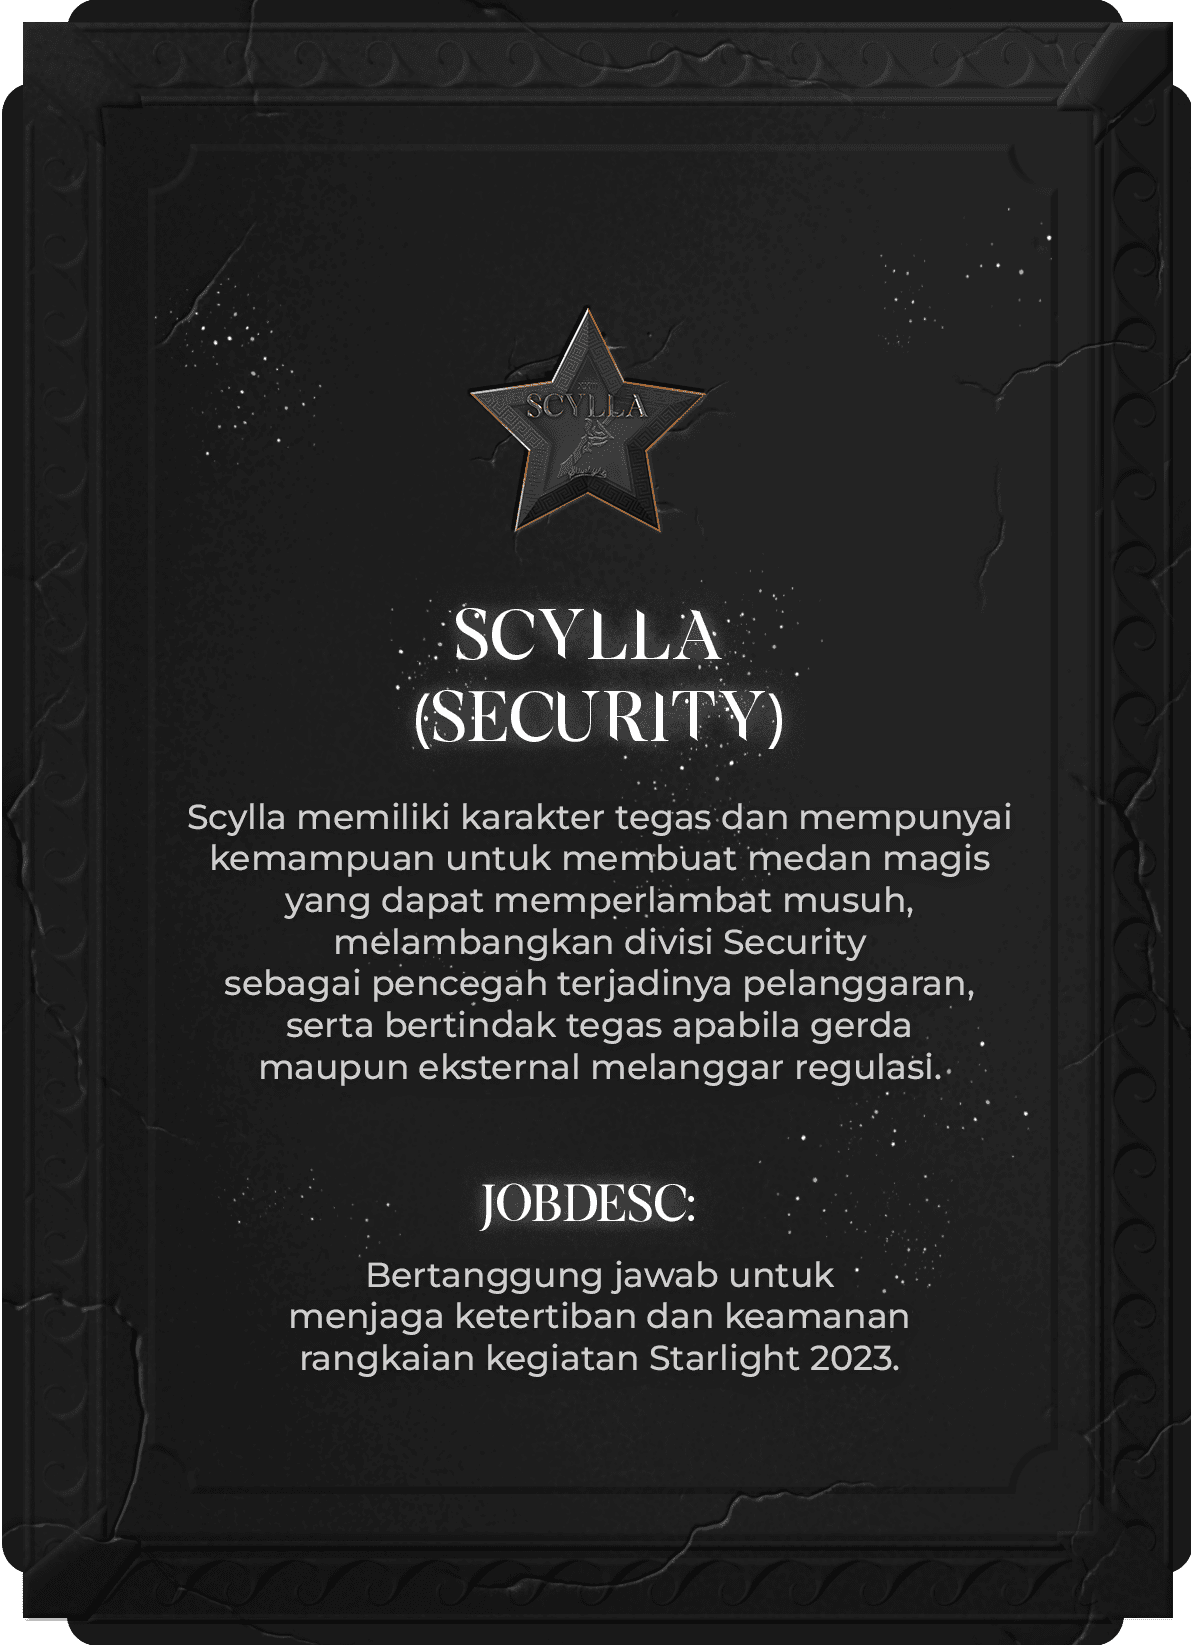 SCYLLA
SCYLLA
(SECURITY)
Scylla memiliki karakter tegas dan mempunyai
kemampuan untuk membuat medan magis
yang dapat memperlambat musuh,
melambangkan divisi Security
sebagai pencegah terjadinya pelanggaran,
serta bertindak tegas apabila gerda
maupun eksternal melanggar regulasi.
JOBDESC:
Bertanggung jawab untuk
menjaga ketertiban dan keamanan
rangkaian kegiatan Starlight 2023.